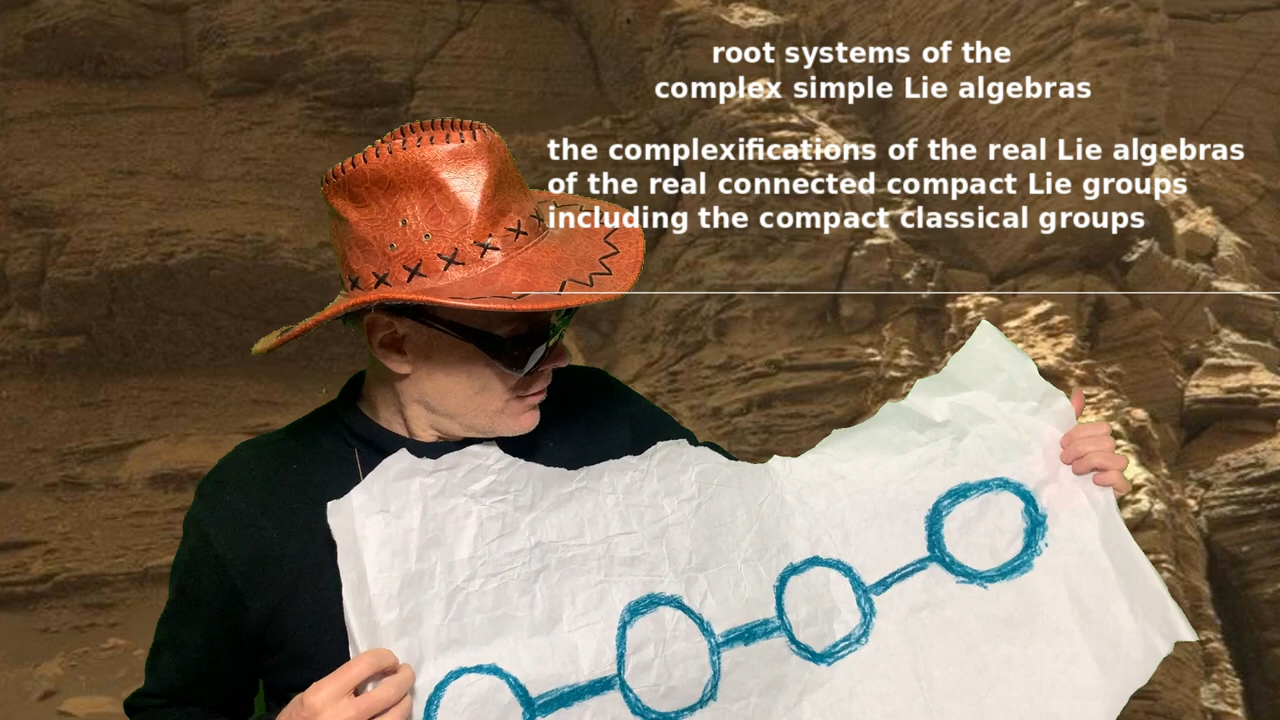 root systems of the
complex simple Lie algebras
the complexifications of the real Lie algebras
of the real connected compact Lie groups
including the compact classical groups